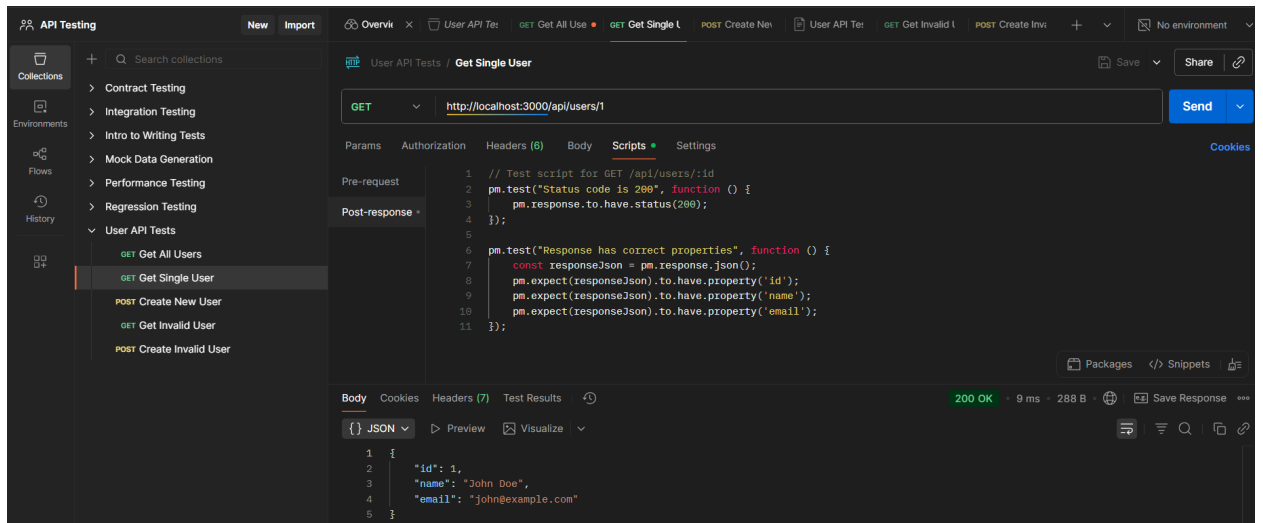 API Testing New Import
Overvie User API Te: GET Get All Use GET Get Single U POST Create Nev User API Te: GET Get Invalid U POST Create Inva No environment
Collections
Environments
Flows
History
Search collections
Contract Testing
Integration Testing
Intro to Writing Tests
Mock Data Generation
Performance Testing
Regression Testing
User API Tests
GET Get All Users
GET Get Single User
POST Create New User
GET Get Invalid User
POST Create Invalid User
HTTP User API Tests / Get Single User Save Share
GET http://localhost:3000/api/users/1 Send
Params Authorization Headers (6) Body Scripts Settings Cookies
Pre-request
Post-response
1 // Test script for GET /api/users/:id
2 pm.test("Status code is 200", function () {
3 pm.response.to.have.status(200);
4 });
5
6 pm.test("Response has correct properties", function () {
7 const responseJson = pm.response.json();
8 pm.expect(responseJson).to.have.property('id');
9 pm.expect(responseJson).to.have.property('name');
10 pm.expect(responseJson).to.have.property('email');
11 });
Packages </> Snippets
Body Cookies Headers (7) Test Results 200 OK 9 ms 288 B Save Response
{} JSON Preview Visualize
1 {
2 "id": 1,
3 "name": "John Doe",
4 "email": "john@example.com"
5 }